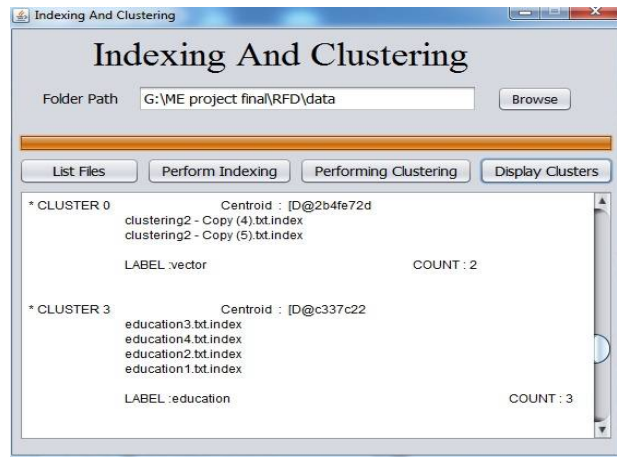 Indexing And Clustering
Indexing And Clustering
Folder Path G:\ME project final\RFD\data Browse
List Files Perform Indexing Performing Clustering Display Clusters
* CLUSTER 0 Centroid : [D@2b4fe72d
clustering2 - Copy (4).txt.index
clustering2 - Copy (5).txt.index
LABEL :vector COUNT : 2
* CLUSTER 3 Centroid : [D@c337c22
education3.txt.index
education4.txt.index
education2.txt.index
education1.txt.index
LABEL :education COUNT : 3